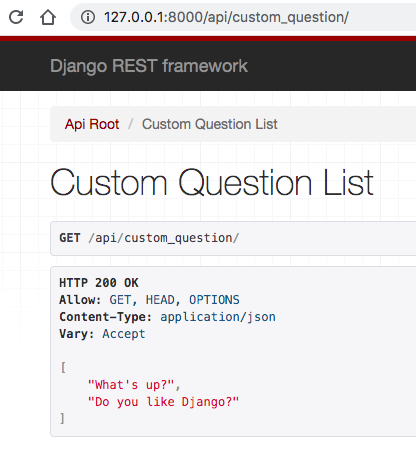 127.0.0.1:8000/api/custom_question/
Django REST framework
Api Root / Custom Question List
Custom Question List
GET /api/custom_question/
HTTP 200 OK
Allow: GET, HEAD, OPTIONS
Content-Type: application/json
Vary: Accept
[
"What's up?",
"Do you like Django?"
]